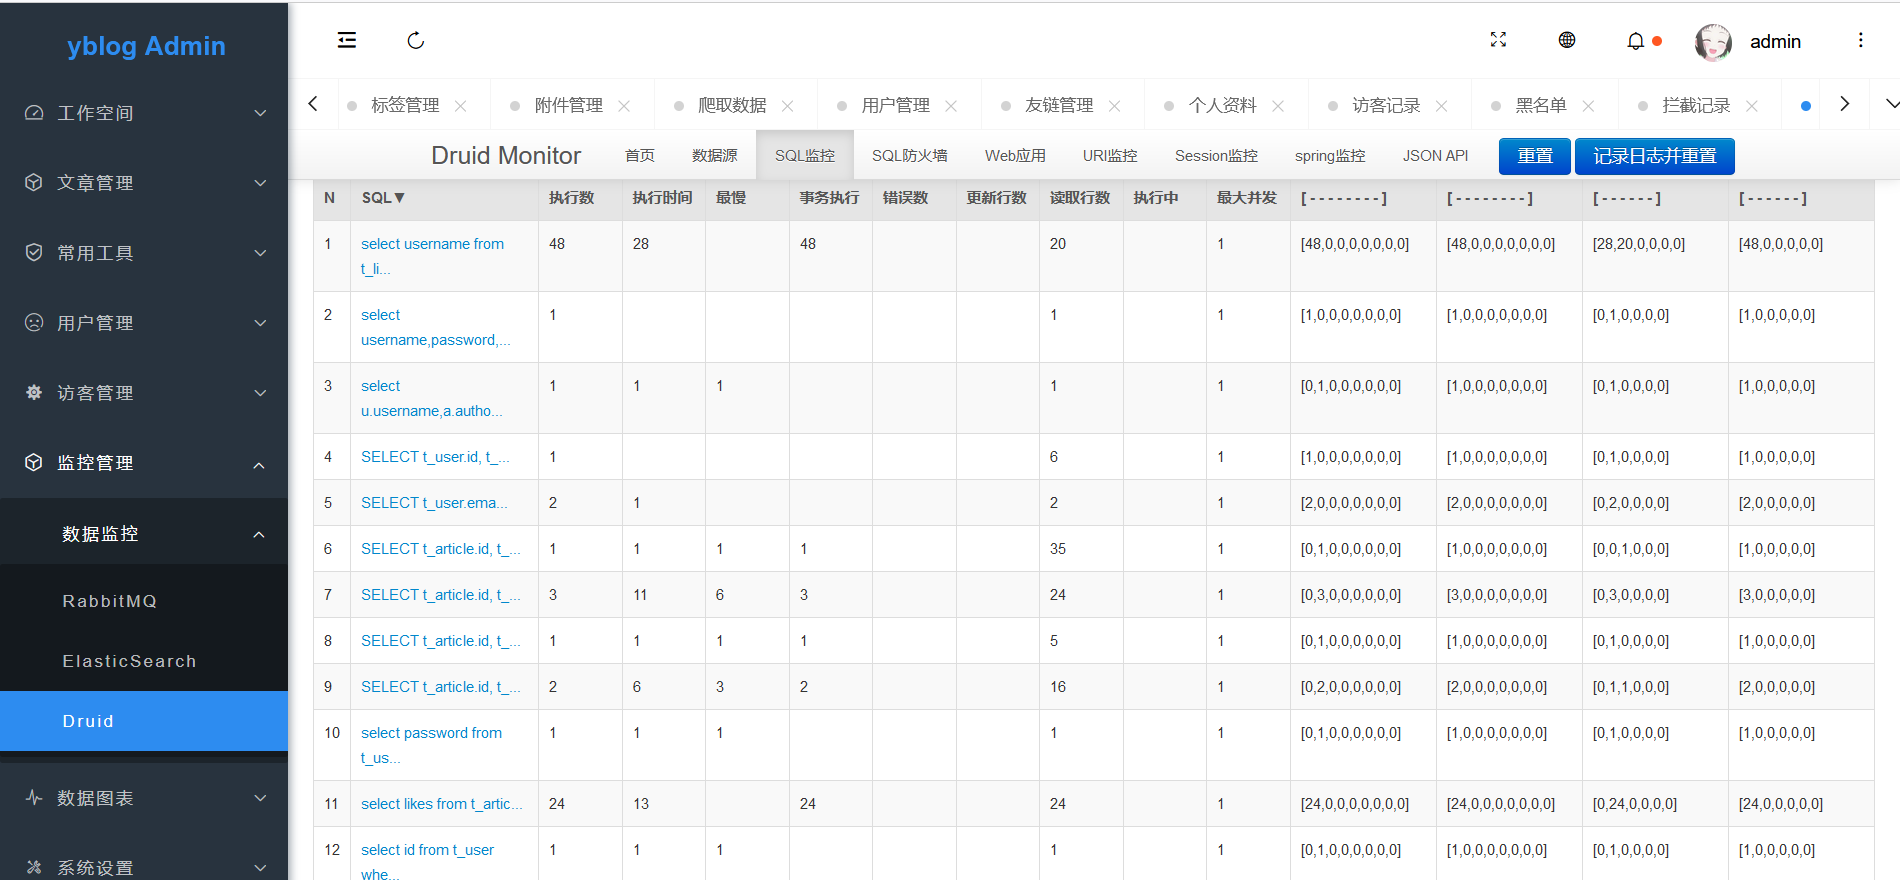 yblog Admin
工作空间
文章管理
常用工具
用户管理
访客管理
监控管理
数据监控
RabbitMQ
ElasticSearch
Druid
数据图表
系统设置
admin
标签管理 附件管理 爬取数据 用户管理 友链管理 个人资料 访客记录 黑名单 拦截记录
Druid Monitor 首页 数据源 SQL监控 SQL防火墙 Web应用 URI监控 Session监控 spring监控 JSON API 重置 记录日志并重置
N SQL▼ 执行数 执行时间 最慢 事务执行 错误数 更新行数 读取行数 执行中 最大并发 [--------] [--------] [------] [------]
1 select username from 48 28 48 20 1 [48,0,0,0,0,0,0,0] [48,0,0,0,0,0,0,0] [28,20,0,0,0,0] [48,0,0,0,0,0]
t_li...
2 select 1 1 1 [1,0,0,0,0,0,0,0] [1,0,0,0,0,0,0,0] [0,1,0,0,0,0] [1,0,0,0,0,0]
username,password,...
3 select 1 1 1 1 1 [0,1,0,0,0,0,0,0] [1,0,0,0,0,0,0,0] [0,1,0,0,0,0] [1,0,0,0,0,0]
u.username,a.autho...
4 SELECT t_user.id, t_... 1 6 1 [1,0,0,0,0,0,0,0] [1,0,0,0,0,0,0,0] [0,1,0,0,0,0] [1,0,0,0,0,0]
5 SELECT t_user.ema... 2 1 2 1 [2,0,0,0,0,0,0,0] [2,0,0,0,0,0,0,0] [0,2,0,0,0,0] [2,0,0,0,0,0]
6 SELECT t_article.id, t_... 1 1 1 1 35 1 [0,1,0,0,0,0,0,0] [1,0,0,0,0,0,0,0] [0,0,1,0,0,0] [1,0,0,0,0,0]
7 SELECT t_article.id, t_... 3 11 6 3 24 1 [0,3,0,0,0,0,0,0] [3,0,0,0,0,0,0,0] [0,3,0,0,0,0] [3,0,0,0,0,0]
8 SELECT t_article.id, t_... 1 1 1 1 5 1 [0,1,0,0,0,0,0,0] [1,0,0,0,0,0,0,0] [0,1,0,0,0,0] [1,0,0,0,0,0]
9 SELECT t_article.id, t_... 2 6 3 2 16 1 [0,2,0,0,0,0,0,0] [2,0,0,0,0,0,0,0] [0,1,1,0,0,0] [2,0,0,0,0,0]
10 select password from 1 1 1 1 1 [0,1,0,0,0,0,0,0] [1,0,0,0,0,0,0,0] [0,1,0,0,0,0] [1,0,0,0,0,0]
t_us...
11 select likes from t_artic... 24 13 24 24 1 [24,0,0,0,0,0,0,0] [24,0,0,0,0,0,0,0] [0,24,0,0,0,0] [24,0,0,0,0,0]
12 select id from t_user 1 1 1 1 1 [0,1,0,0,0,0,0,0] [1,0,0,0,0,0,0,0] [0,1,0,0,0,0] [1,0,0,0,0,0]
whe...